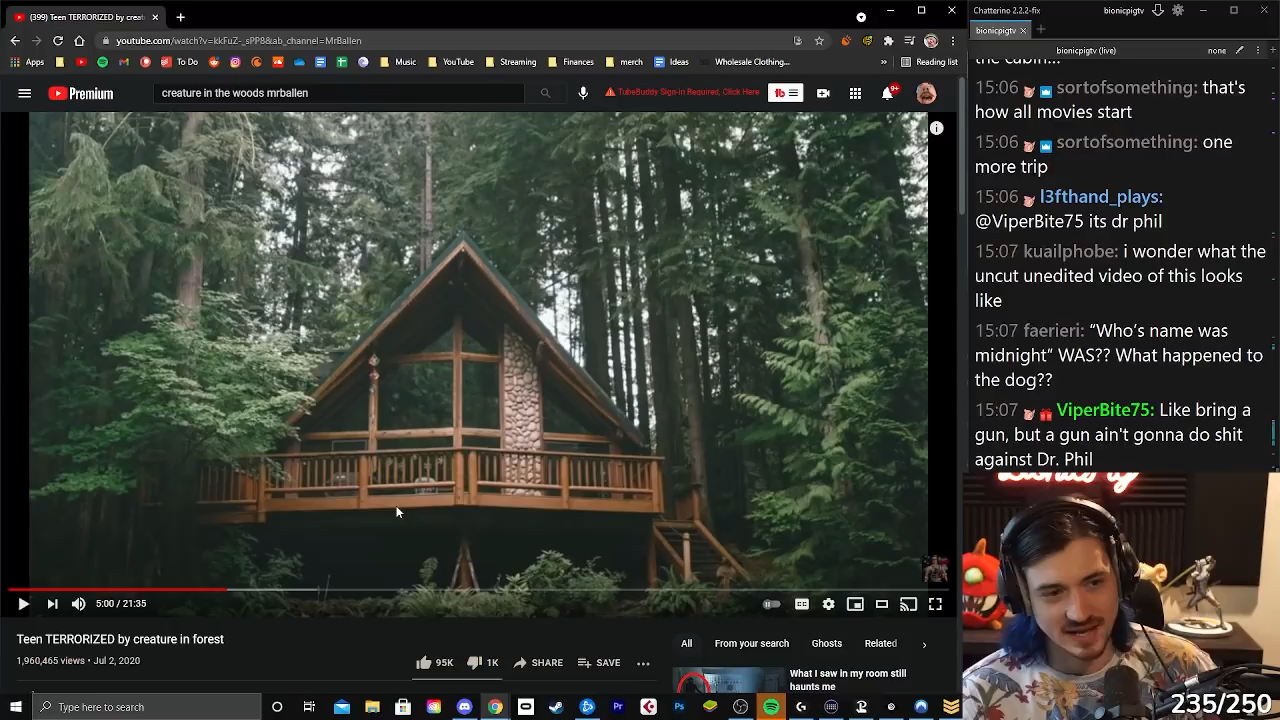 (399) Teen TERRORIZED by creat
youtube.com/watch?v=kkFuZ-_sPP8&ab_channel=MrBallen
Apps
To Do
Music
YouTube
Streaming
Finances
merch
Ideas
Wholesale Clothing...
»
Reading list
Premium
creature in the woods mrballen
TubeBuddy Sign-in Required, Click Here
9+
5:00 / 21:35
Teen TERRORIZED by creature in forest
1,960,465 views • Jul 2, 2020
95K
1K
SHARE
SAVE
All
From your search
Ghosts
Related
What I saw in my room still
haunts me
Type here to search
Chatterino 2.2.2-fix
bionicpigtv
bionicpigtv
bionicpigtv (live)
none
the cabin...
15:06 sortofsomething: that's
how all movies start
15:06 sortofsomething: one
more trip
15:06 l3fthand_plays:
@ViperBite75 its dr phil
15:07 kuailphobe: i wonder what the
uncut unedited video of this looks
like
15:07 faerieri: “Who’s name was
midnight” WAS?? What happened to
the dog??
15:07 ViperBite75: Like bring a
gun, but a gun ain't gonna do shit
against Dr. Phil
235/250